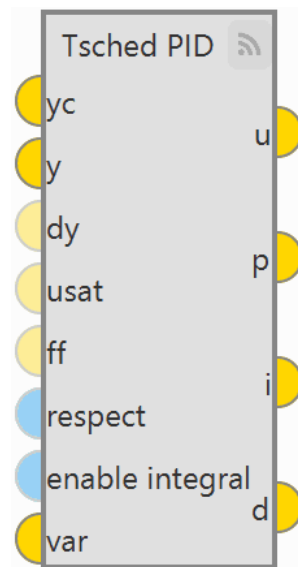 Tsched PID
yc
u
y
dy
p
usat
ff
i
respect
enable integral
d
var